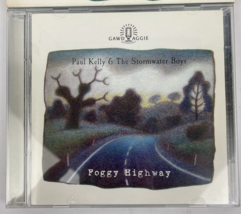 GAWD AGGIE
Paul Kelly & The Stormwater Boys
Foggy Highway